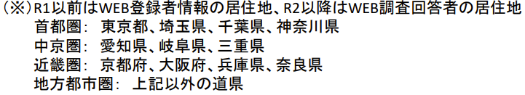 (※)R1以前はWEB登録者情報の居住地、R2以降はWEB調査回答者の居住地
首都圏： 東京都、埼玉県、千葉県、神奈川県
中京圏： 愛知県、岐阜県、三重県
近畿圏： 京都府、大阪府、兵庫県、奈良県
地方都市圏： 上記以外の道県